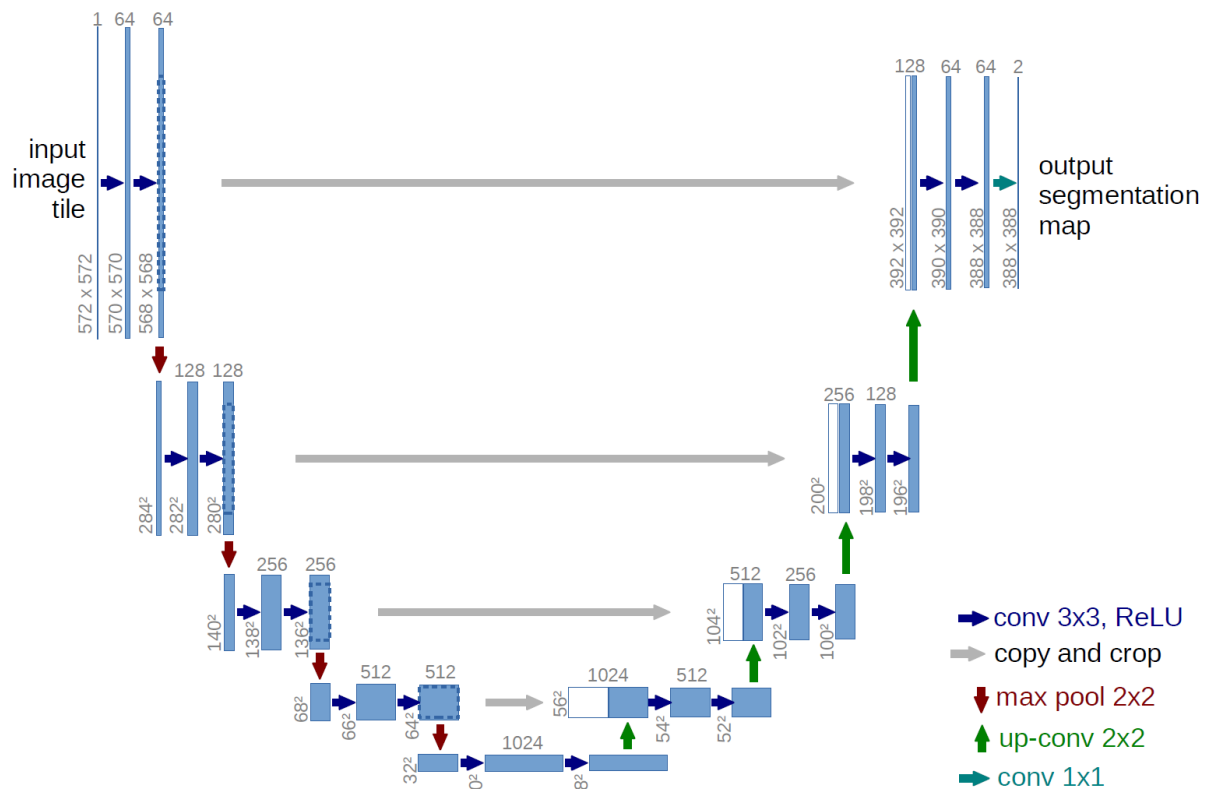 1 64 64
128 64 64 2
input
image
tile
output
segmentation
map
572 x 572
570 x 570
568 x 568
392 x 392
390 x 390
388 x 388
388 x 388
128 128
256 128
284²
282²
280²
200²
198²
196²
256 256
512 256
140²
138²
136²
104²
102²
100²
512 512
1024 512
68²
66²
64²
56²
54²
52²
1024
32²
0²
8²
conv 3x3, ReLU
copy and crop
max pool 2x2
up-conv 2x2
conv 1x1